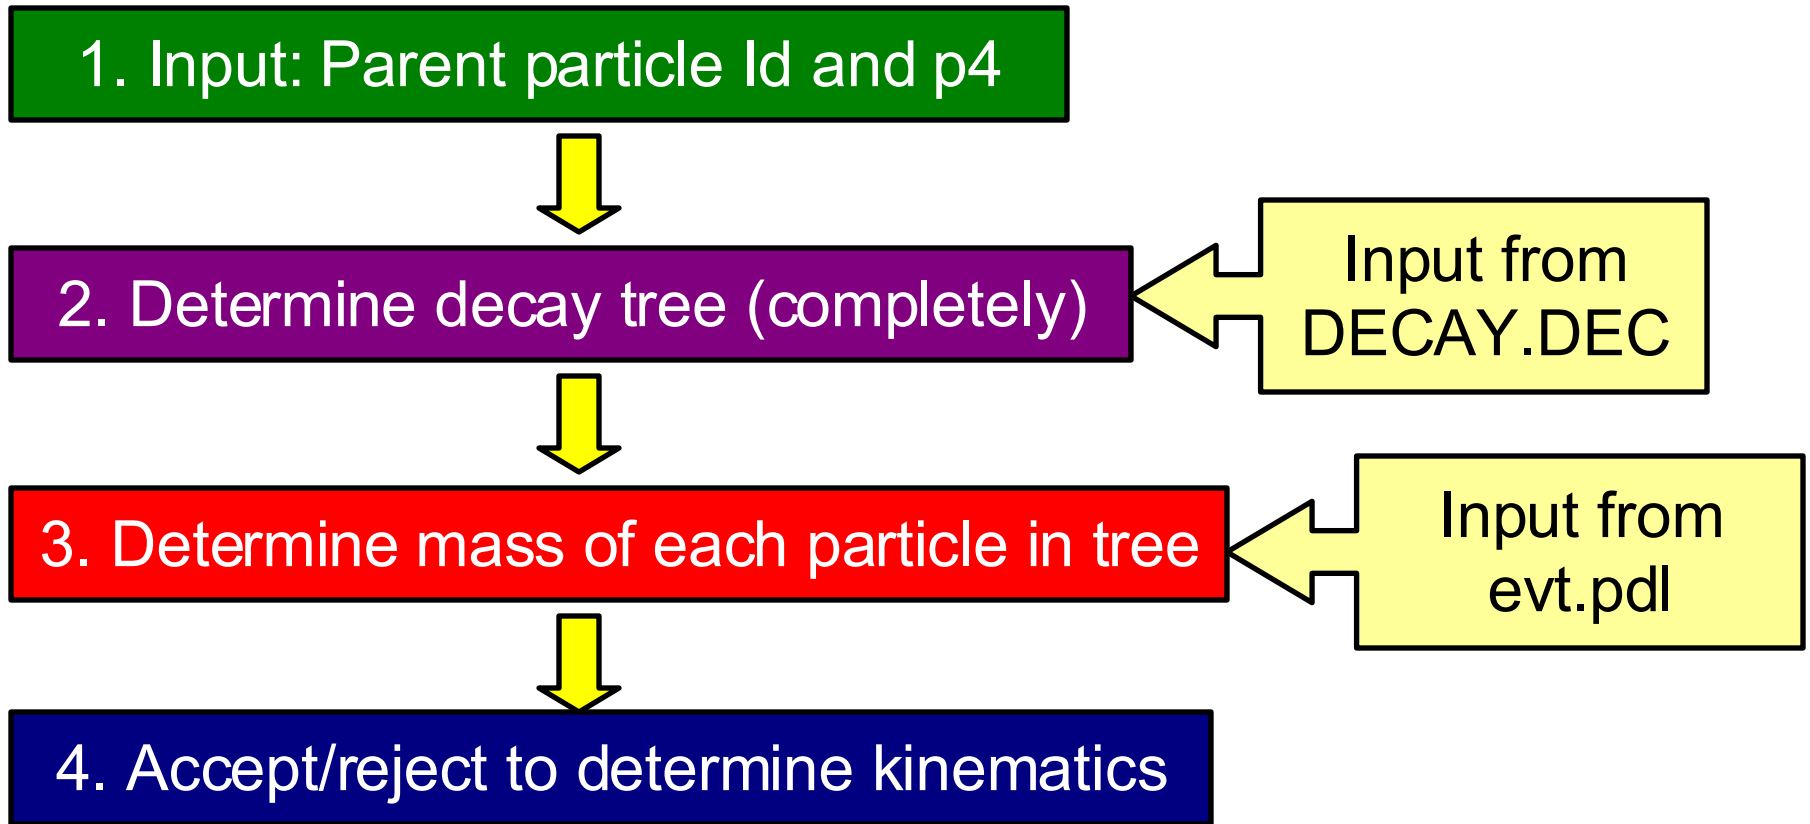 1. Input: Parent particle Id and p4
2. Determine decay tree (completely)
Input from
DECAY.DEC
3. Determine mass of each particle in tree
Input from
evt.pdl
4. Accept/reject to determine kinematics